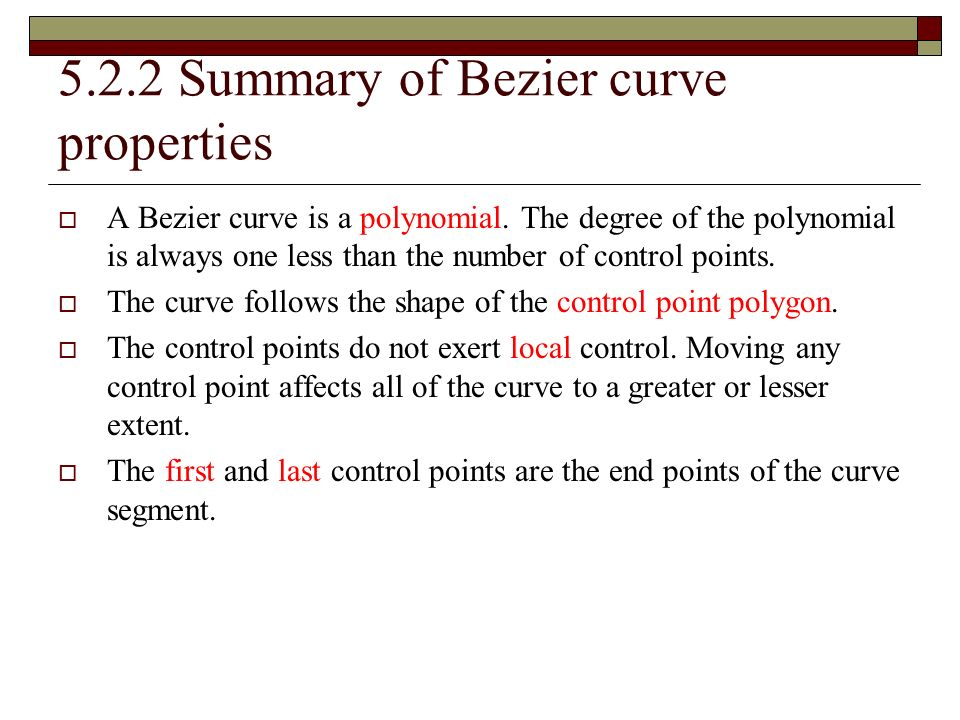 5.2.2 Summary of Bezier curve
properties
A Bezier curve is a polynomial. The degree of the polynomial
is always one less than the number of control points.
The curve follows the shape of the control point polygon.
The control points do not exert local control. Moving any
control point affects all of the curve to a greater or lesser
extent.
The first and last control points are the end points of the curve
segment.